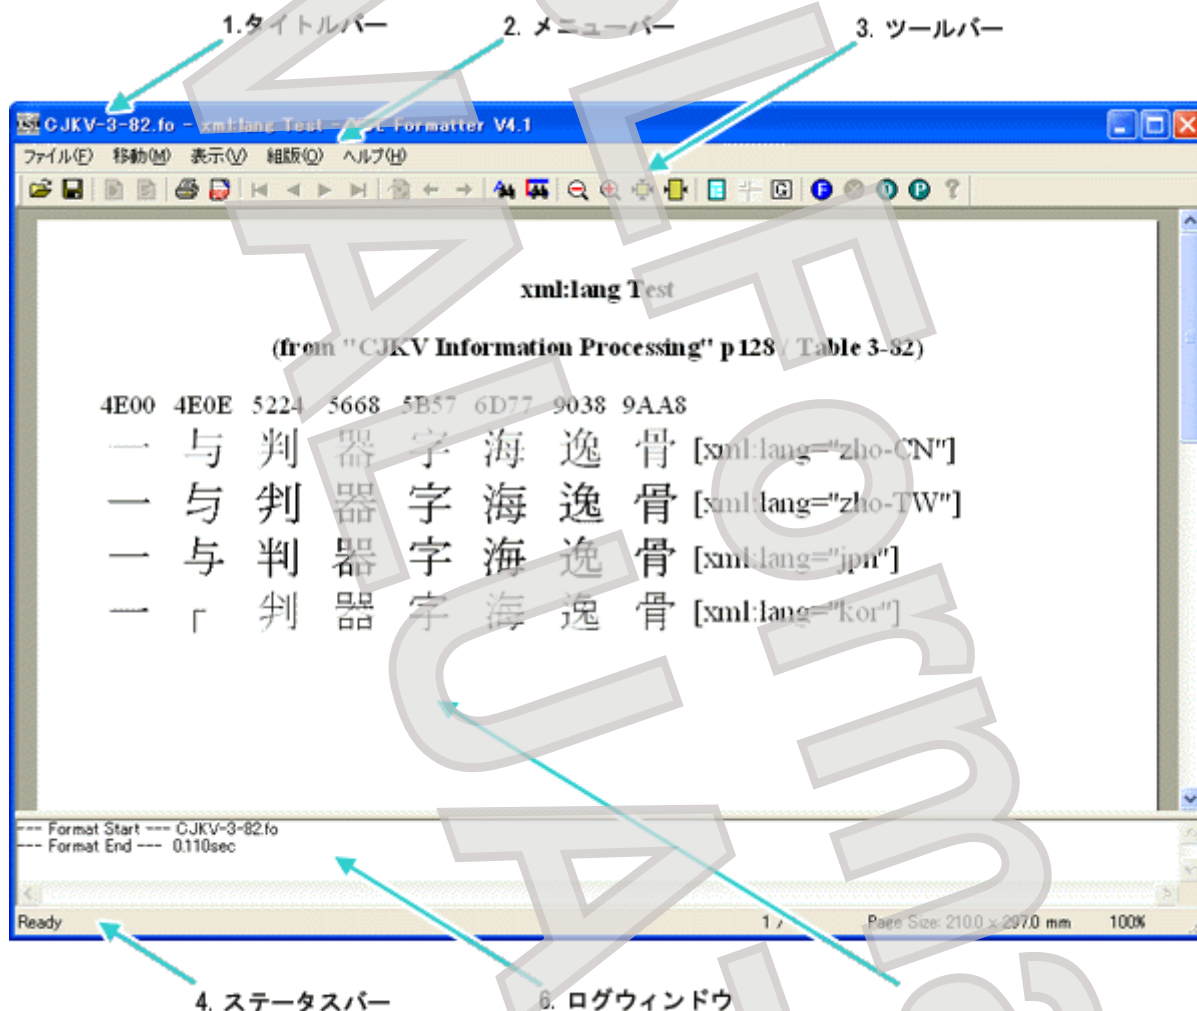 1.タイトルバー
2. メニューバー
3. ツールバー
CJKV-3-82.fo - xml:lang Test - XSL Formatter V4.1
ファイル(F) 移動(M) 表示(V) 組版(O) ヘルプ(H)
xml:lang Test
(from "CJKV Information Processing" p128 / Table 3-82)
4E00 4E0E 5224 5668 5B57 6D77 9038 9AA8
一 与 判 器 字 海 逸 骨 [xml:lang="zho-CN"]
一 与 判 器 字 海 逸 骨 [xml:lang="zho-TW"]
一 与 判 器 字 海 逸 骨 [xml:lang="jpn"]
一 「 判 器 字 海 逸 骨 [xml:lang="kor"]
--- Format Start --- CJKV-3-82.fo
--- Format End --- 0.110sec
Ready 1 / Page Size: 210.0 x 297.0 mm 100%
4. ステータスバー
6. ログウィンドウ